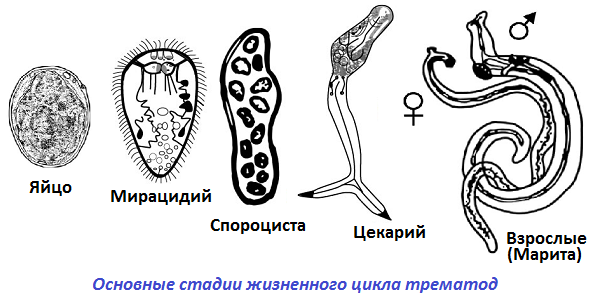 Яйцо
Мирацидий
Спороциста
Цекарий
Взрослые
(Марита)
Основные стадии жизненного цикла трематод